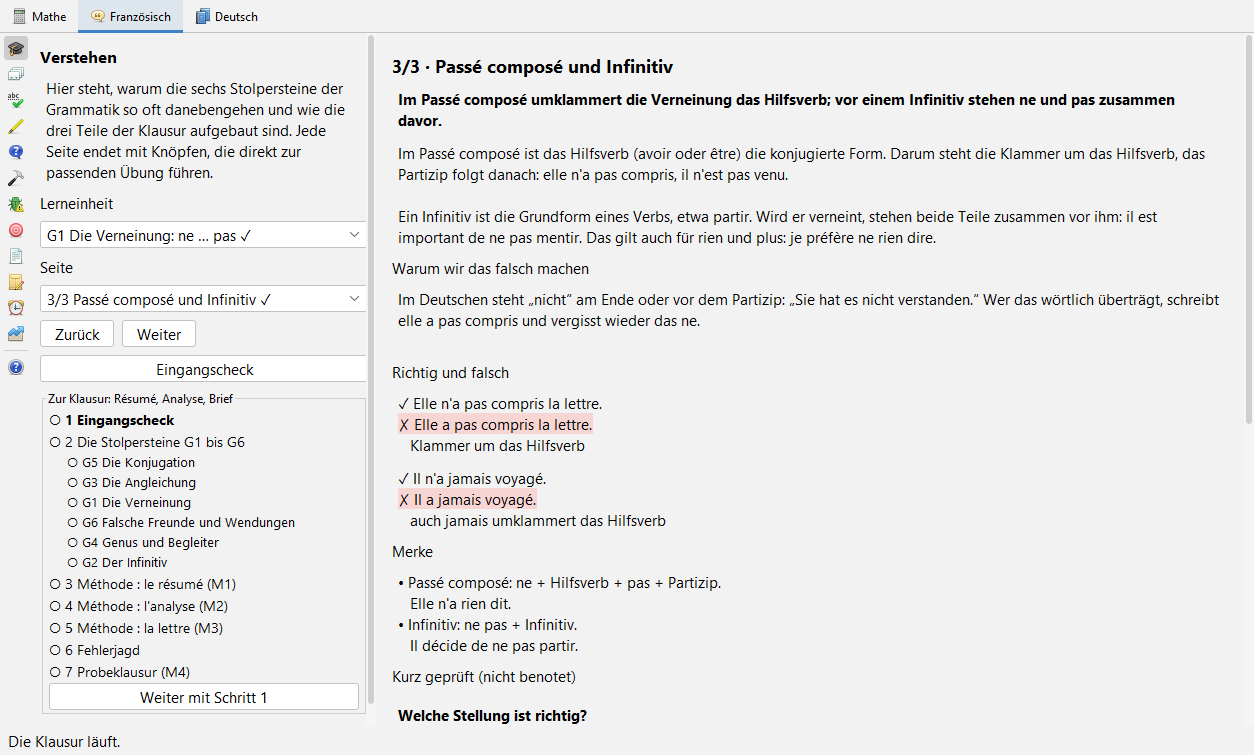 Mathe
Französisch
Deutsch
Verstehen
Hier steht, warum die sechs Stolpersteine der
Grammatik so oft danebengehen und wie die
drei Teile der Klausur aufgebaut sind. Jede
Seite endet mit Knöpfen, die direkt zur
passenden Übung führen.
Lerneinheit
G1 Die Verneinung: ne ... pas ✓
Seite
3/3 Passé composé und Infinitiv ✓
Zurück
Weiter
Eingangscheck
Zur Klausur: Résumé, Analyse, Brief
1 Eingangscheck
2 Die Stolpersteine G1 bis G6
G5 Die Konjugation
G3 Die Angleichung
G1 Die Verneinung
G6 Falsche Freunde und Wendungen
G4 Genus und Begleiter
G2 Der Infinitiv
3 Méthode : le résumé (M1)
4 Méthode : l'analyse (M2)
5 Méthode : la lettre (M3)
6 Fehlerjagd
7 Probeklausur (M4)
Weiter mit Schritt 1
3/3 · Passé composé und Infinitiv
Im Passé composé umklammert die Verneinung das Hilfsverb; vor einem Infinitiv stehen ne und pas zusammen
davor.
Im Passé composé ist das Hilfsverb (avoir oder être) die konjugierte Form. Darum steht die Klammer um das Hilfsverb, das
Partizip folgt danach: elle n'a pas compris, il n'est pas venu.
Ein Infinitiv ist die Grundform eines Verbs, etwa partir. Wird er verneint, stehen beide Teile zusammen vor ihm: il est
important de ne pas mentir. Das gilt auch für rien und plus: je préfère ne rien dire.
Warum wir das falsch machen
Im Deutschen steht „nicht“ am Ende oder vor dem Partizip: „Sie hat es nicht verstanden.“ Wer das wörtlich überträgt, schreibt
elle a pas compris und vergisst wieder das ne.
Richtig und falsch
✓ Elle n'a pas compris la lettre.
✗ Elle a pas compris la lettre.
Klammer um das Hilfsverb
✓ Il n'a jamais voyagé.
✗ Il a jamais voyagé.
auch jamais umklammert das Hilfsverb
Merke
• Passé composé: ne + Hilfsverb + pas + Partizip.
Elle n'a rien dit.
• Infinitiv: ne pas + Infinitiv.
Il décide de ne pas partir.
Kurz geprüft (nicht benotet)
Welche Stellung ist richtig?
Die Klausur läuft.